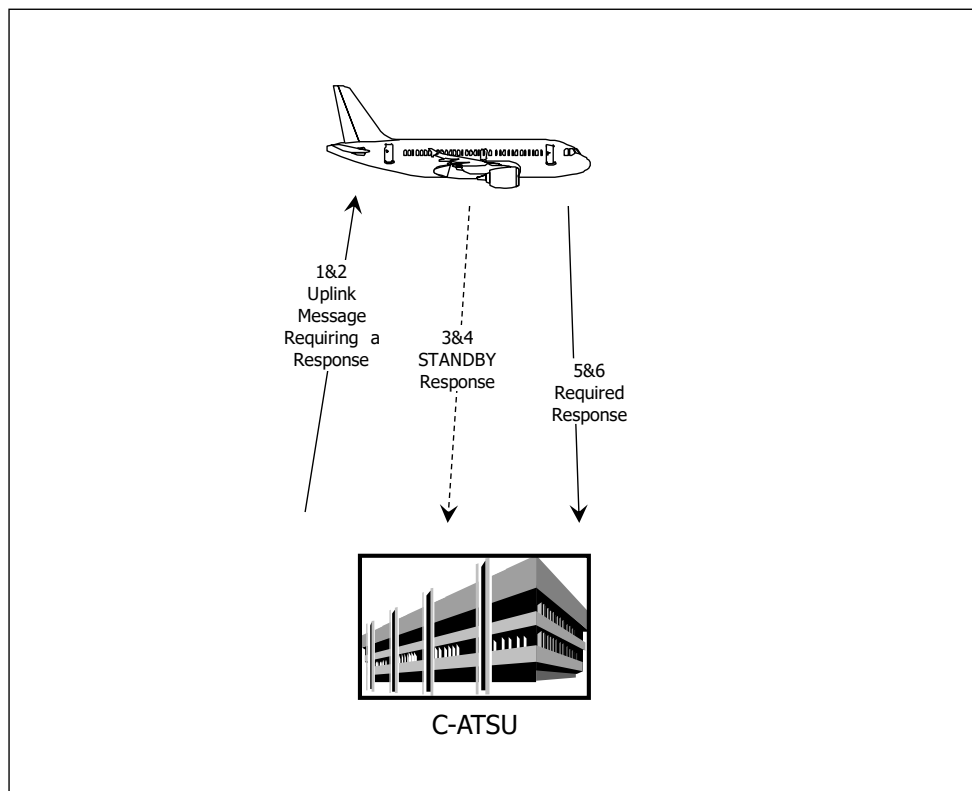 1&2
Uplink
Message
Requiring a
Response
3&4
STANDBY
Response
5&6
Required
Response
C-ATSU